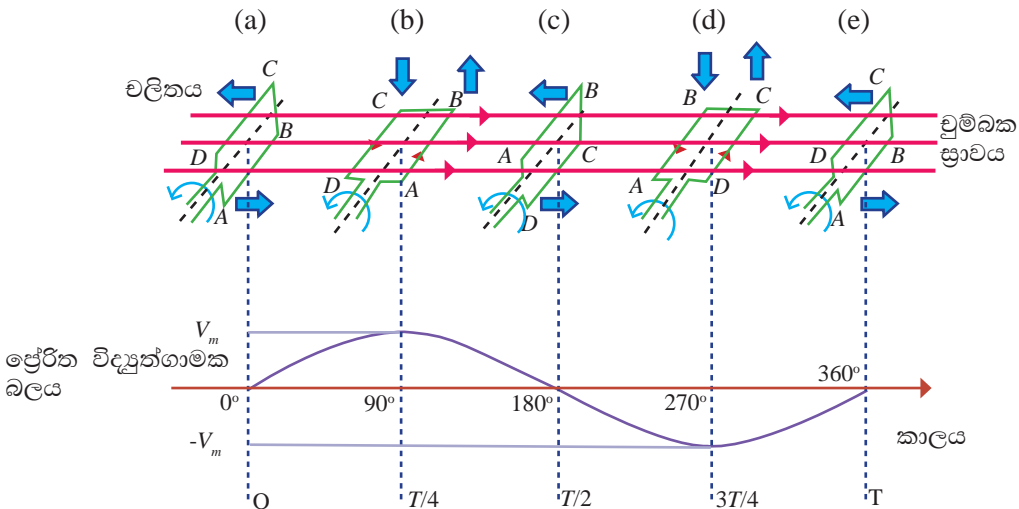 (a) (b) (c) (d) (e)
චලිතය
C
B
D
A
C
B
D
A
B
C
A
D
B
C
A
D
C
B
D
A
චුම්බක
ස්‍රාවය
V_m
ප්‍රේරිත විද්‍යුත්ගාමක
බලය
0° 90° 180° 270° 360°
-V_m
කාලය
O T/4 T/2 3T/4 T